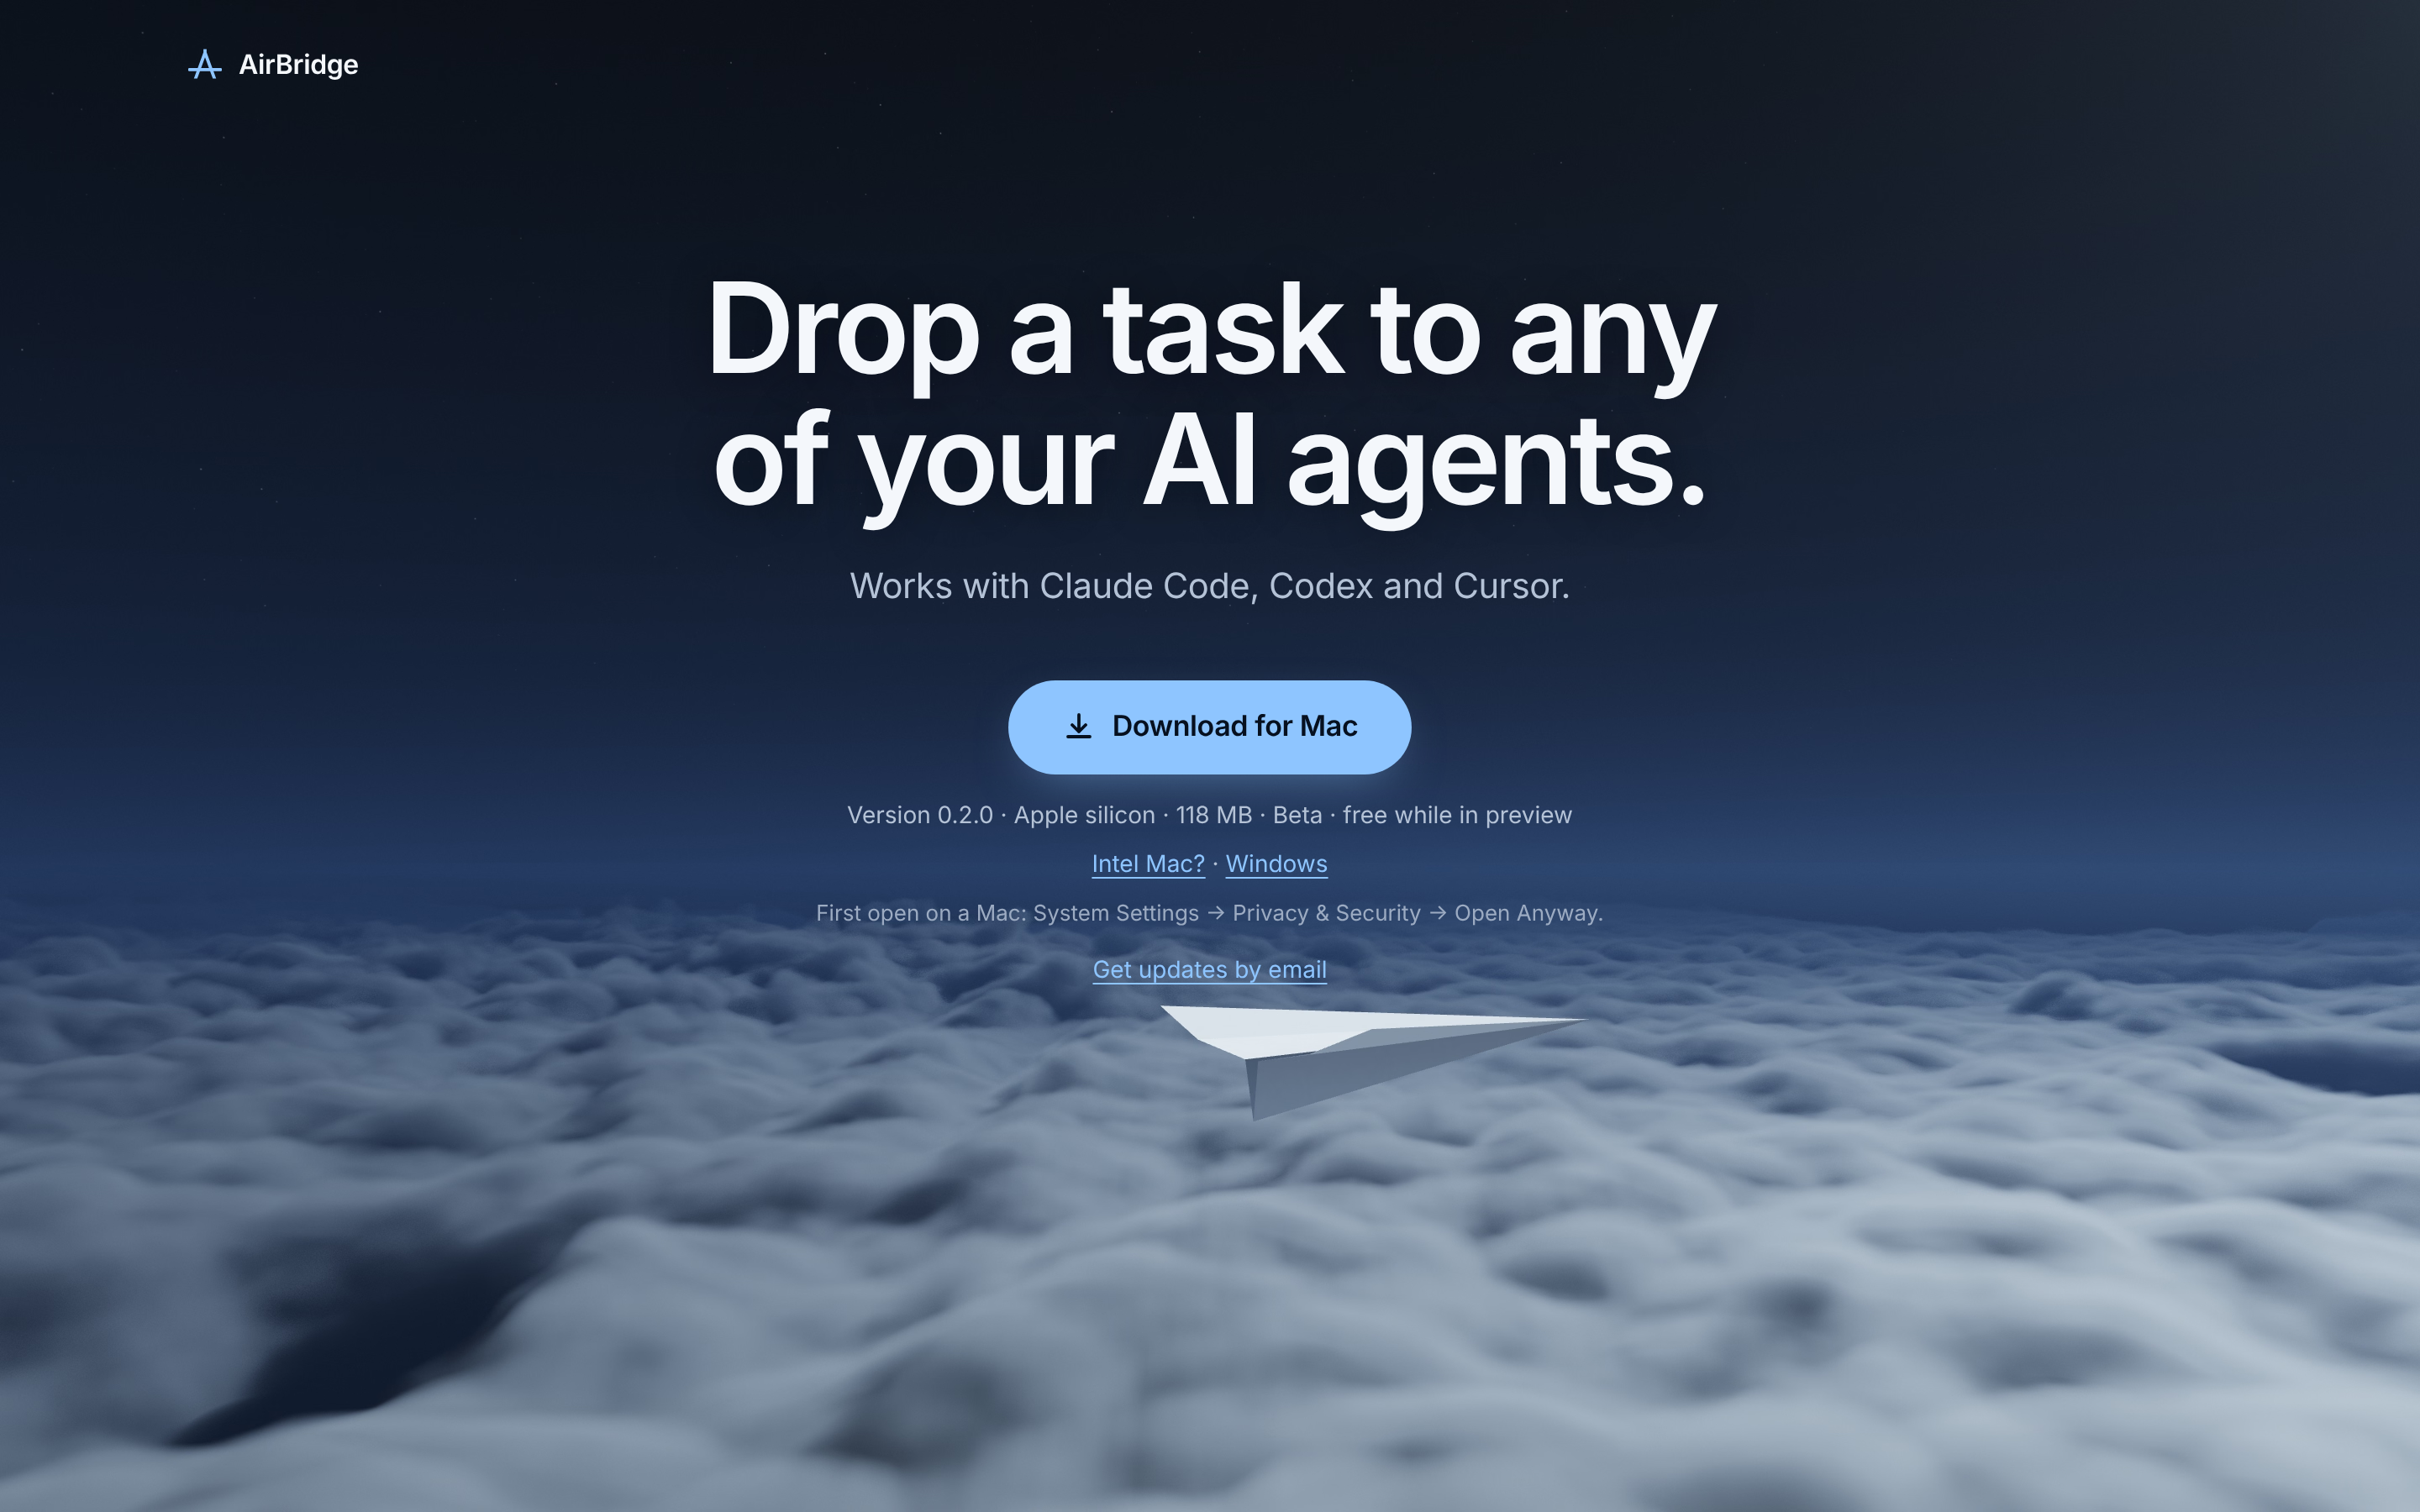 AirBridge
Drop a task to any
of your AI agents.
Works with Claude Code, Codex and Cursor.
Download for Mac
Version 0.2.0 · Apple silicon · 118 MB · Beta · free while in preview
Intel Mac? · Windows
First open on a Mac: System Settings → Privacy & Security → Open Anyway.
Get updates by email